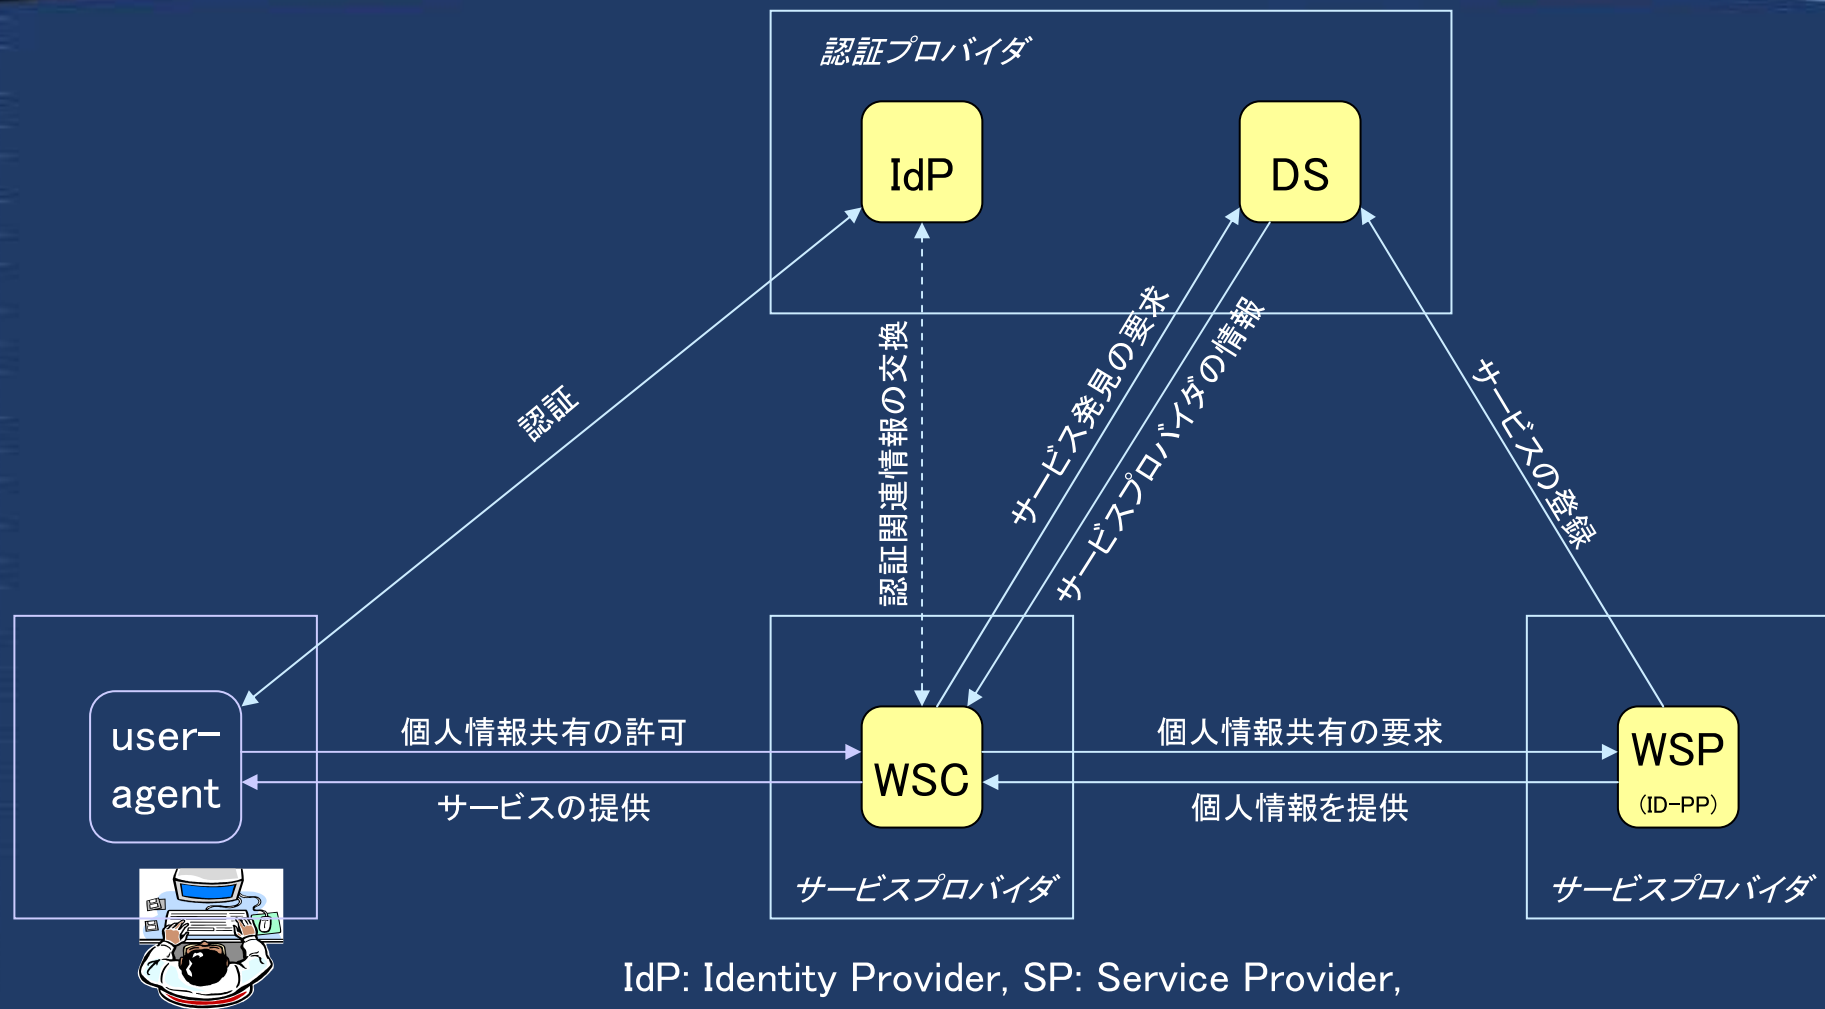 認証プロバイダ
IdP
DS
認証
認証関連情報の交換
サービス発見の要求
サービスプロバイダの情報
サービスの登録
user-
agent
個人情報共有の許可
サービスの提供
WSC
個人情報共有の要求
個人情報を提供
WSP
(ID-PP)
サービスプロバイダ
サービスプロバイダ
IdP: Identity Provider, SP: Service Provider,